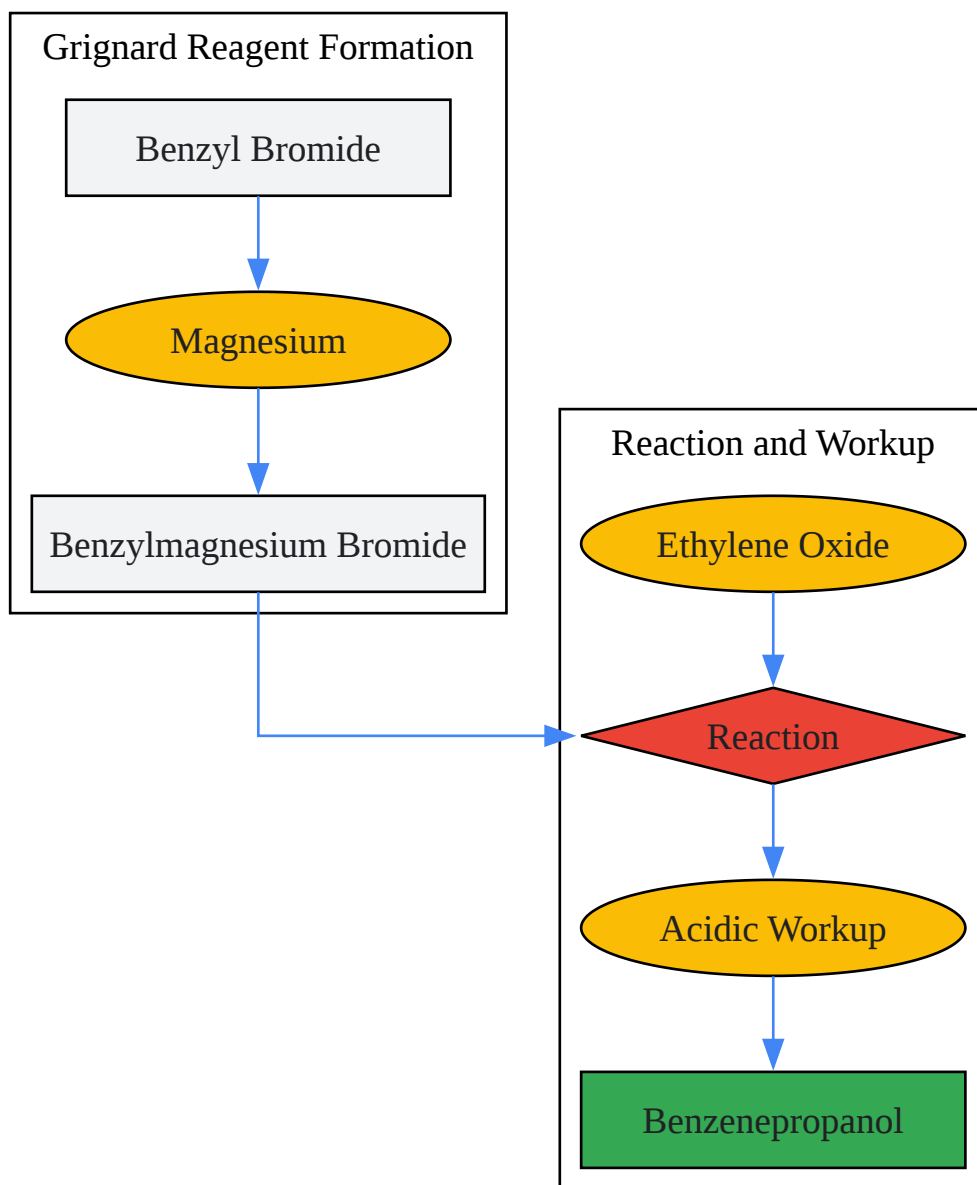 Grignard Reagent Formation
Benzyl Bromide
Magnesium
Benzylmagnesium Bromide
Reaction and Workup
Ethylene Oxide
Reaction
Acidic Workup
Benzenepropanol